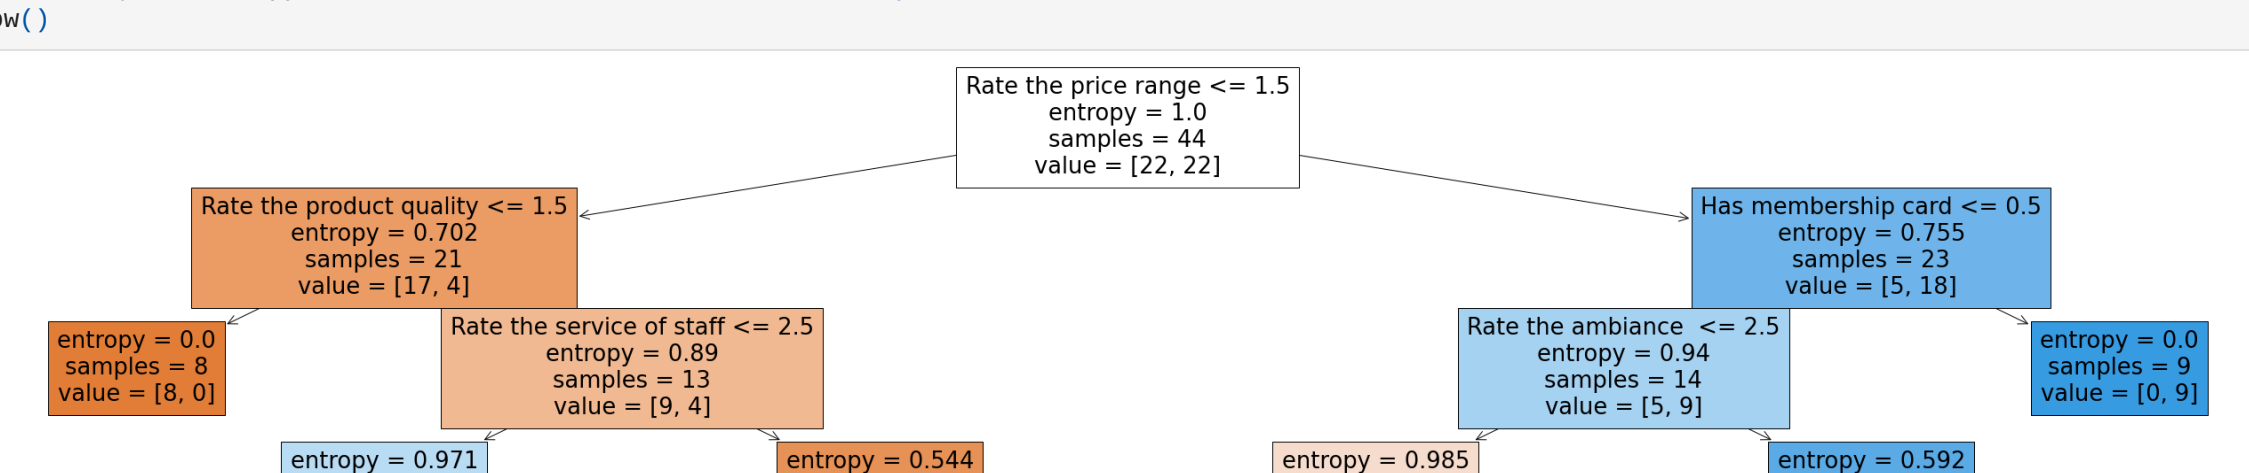 ow()
Rate the price range <= 1.5
entropy = 1.0
samples = 44
value = [22, 22]
Rate the product quality <= 1.5
entropy = 0.702
samples = 21
value = [17, 4]
Has membership card <= 0.5
entropy = 0.755
samples = 23
value = [5, 18]
entropy = 0.0
samples = 8
value = [8, 0]
Rate the service of staff <= 2.5
entropy = 0.89
samples = 13
value = [9, 4]
Rate the ambiance  <= 2.5
entropy = 0.94
samples = 14
value = [5, 9]
entropy = 0.0
samples = 9
value = [0, 9]
entropy = 0.971
entropy = 0.544
entropy = 0.985
entropy = 0.592